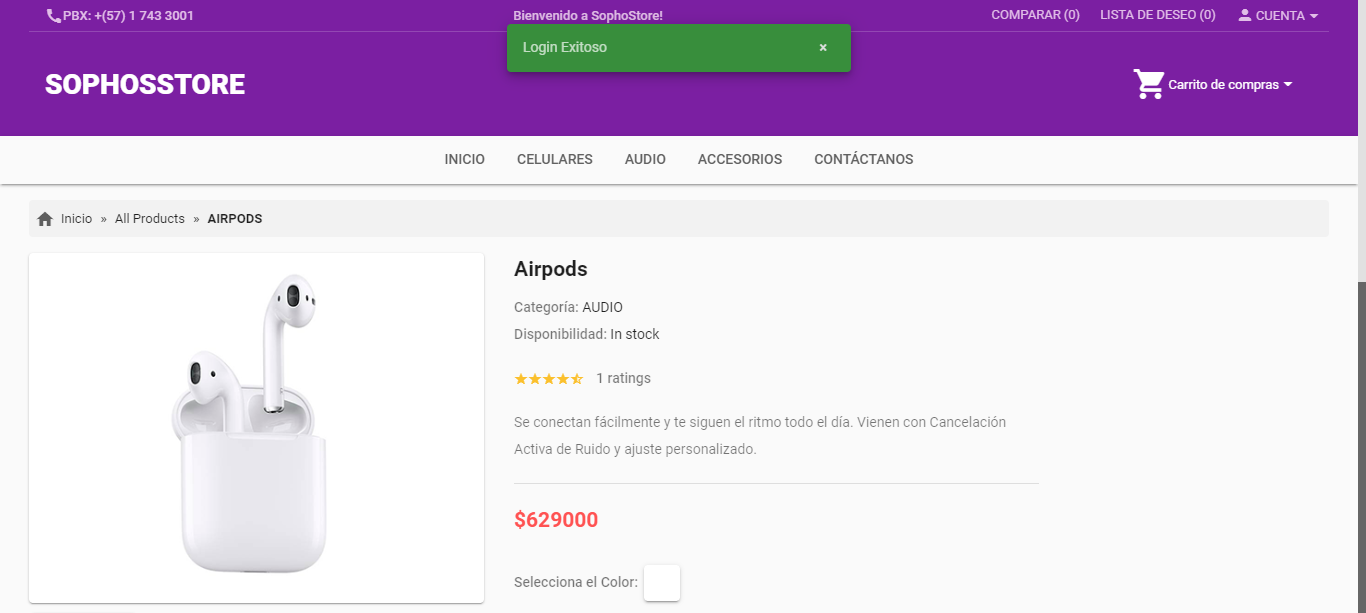 PBX: +(57) 1 743 3001
Bienvenido a SophoStore!
COMPARAR (0)
LISTA DE DESEO (0)
CUENTA
Login Exitoso ×
SOPHOSSTORE
Carrito de compras
INICIO CELULARES AUDIO ACCESORIOS CONTÁCTANOS
Inicio » All Products » AIRPODS
Airpods
Categoría: AUDIO
Disponibilidad: In stock
1 ratings
Se conectan fácilmente y te siguen el ritmo todo el día. Vienen con Cancelación
Activa de Ruido y ajuste personalizado.
$629000
Selecciona el Color: